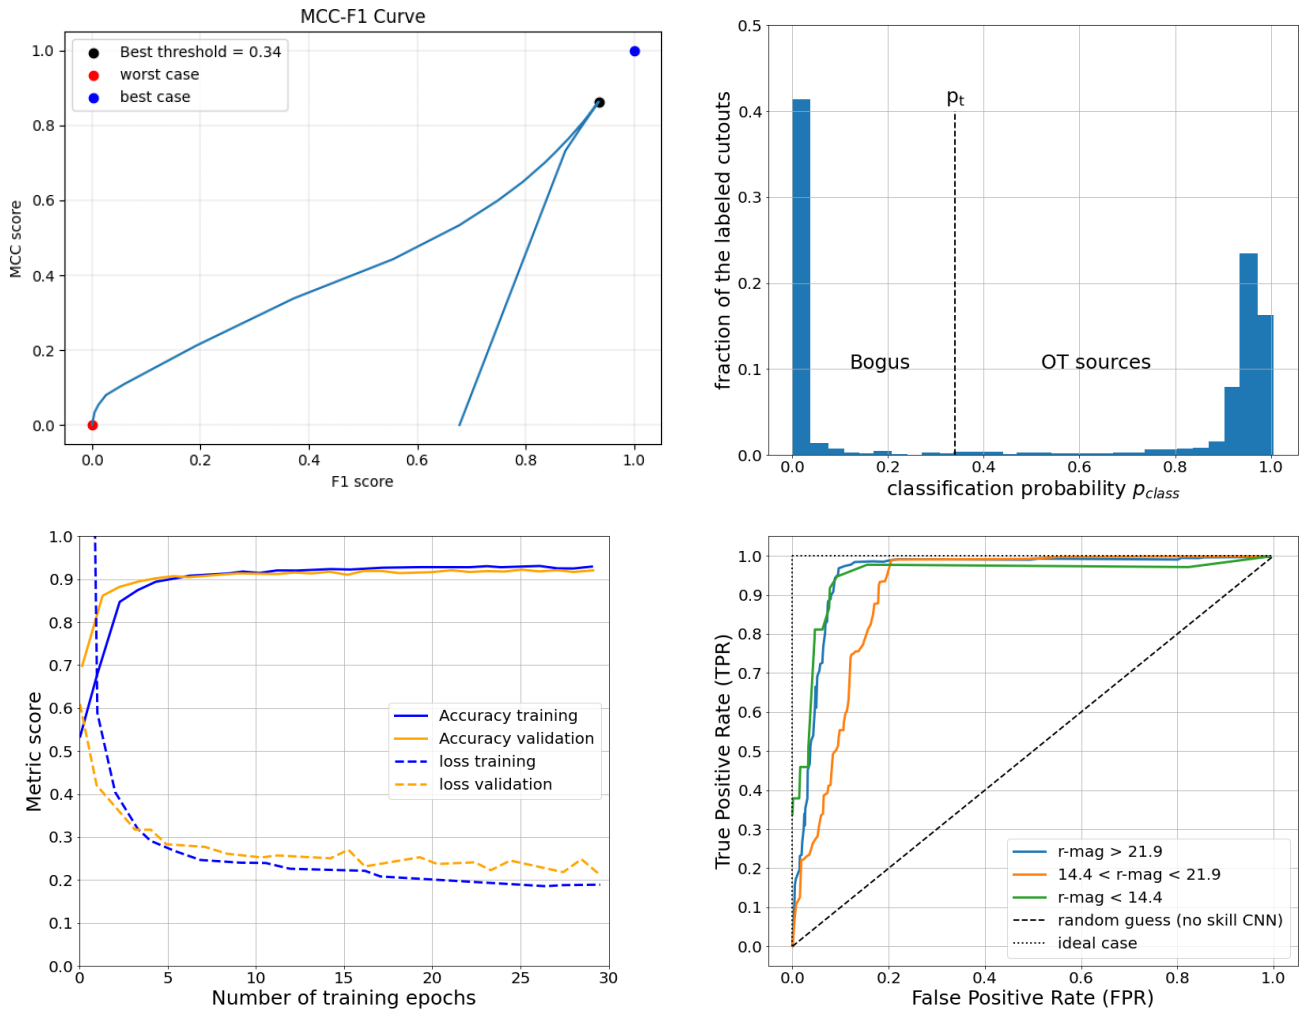 MCC-F1 Curve
Best threshold = 0.34
worst case
best case
1.0
0.8
0.6
0.4
0.2
0.0
MCC score
0.0 0.2 0.4 0.6 0.8 1.0
F1 score
0.5
0.4
0.3
0.2
0.1
0.0
fraction of the labeled cutouts
pt
Bogus
OT sources
0.0 0.2 0.4 0.6 0.8 1.0
classification probability pclass
1.0
0.9
0.8
0.7
0.6
0.5
0.4
0.3
0.2
0.1
0.0
Metric score
Accuracy training
Accuracy validation
loss training
loss validation
0 5 10 15 20 25 30
Number of training epochs
1.0
0.9
0.8
0.7
0.6
0.5
0.4
0.3
0.2
0.1
0.0
True Positive Rate (TPR)
r-mag > 21.9
14.4 < r-mag < 21.9
r-mag < 14.4
random guess (no skill CNN)
ideal case
0.0 0.2 0.4 0.6 0.8 1.0
False Positive Rate (FPR)